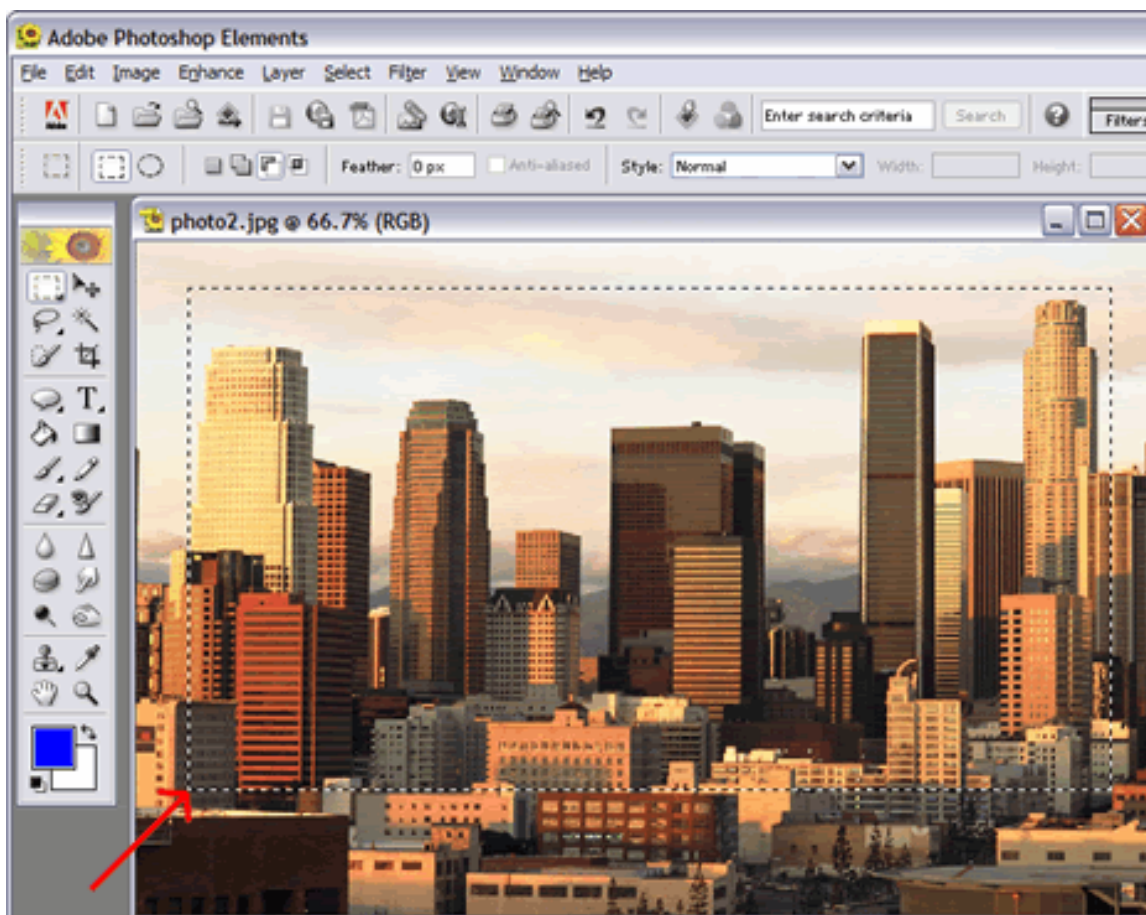 Adobe Photoshop Elements
File Edit Image Enhance Layer Select Filter View Window Help
Enter search criteria Search Filters
Feather: 0 px Anti-aliased Style: Normal Width: Height:
photo2.jpg @ 66.7% (RGB)
T